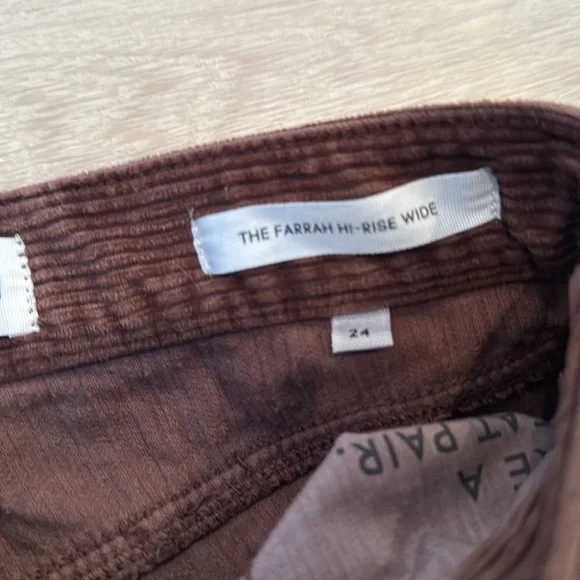 THE FARRAH HI-RISE WIDE
24
A
AT PAIR.